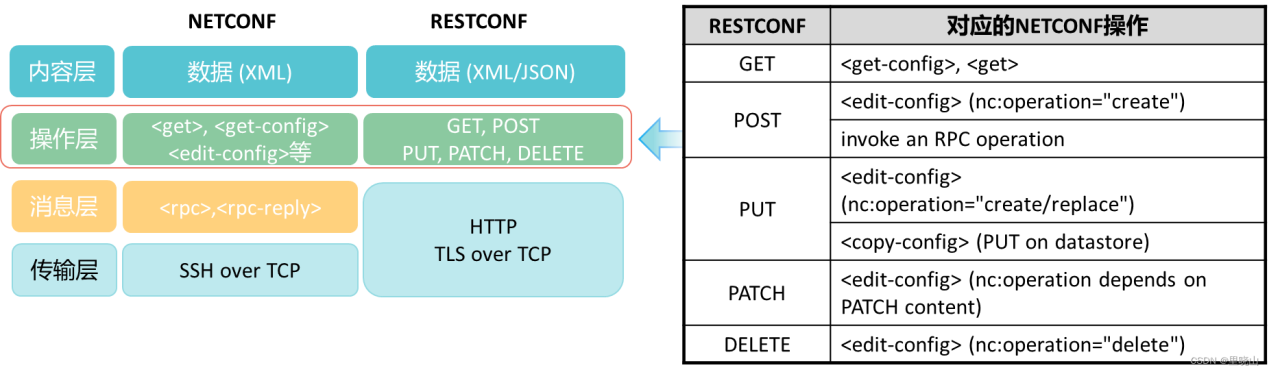 NETCONF
RESTCONF
内容层
数据 (XML)
数据 (XML/JSON)
操作层
<get>, <get-config>
<edit-config>等
GET, POST
PUT, PATCH, DELETE
消息层
<rpc>,<rpc-reply>
HTTP
TLS over TCP
传输层
SSH over TCP
RESTCONF
对应的NETCONF操作
GET
<get-config>, <get>
POST
<edit-config> (nc:operation="create")
invoke an RPC operation
PUT
<edit-config>
(nc:operation="create/replace")
<copy-config> (PUT on datastore)
PATCH
<edit-config> (nc:operation depends on
PATCH content)
DELETE
<edit-config> (nc:operation="delete")
CSDN @里晓山